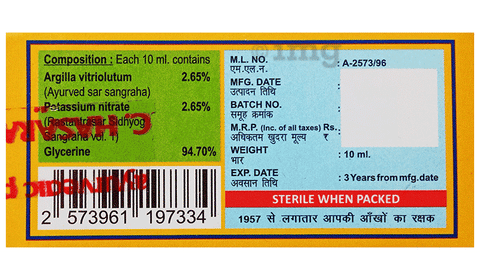 Composition : Each 10 ml. contains
Argilla vitriolutum 2.65%
(Ayurved sar sangraha)
Potassium nitrate 2.65%
(Rastantrasar Sidhyog
Sangraha vol. 1)
Glycerine 94.70%
2 573961 197334
M.L. NO. : A-2573/96
एम.एल.न.
MFG. DATE :
उत्पादन तिथि
BATCH NO. :
समूह क्रमांक
M.R.P. (Inc. of all taxes) Rs.
अधिकतम खुदरा मूल्य ₹
WEIGHT : 10 ml.
भार
EXP. DATE : 3 Years from mfg. date
अवसान तिथि
STERILE WHEN PACKED
1957 से लगातार आपकी आँखों का रक्षक
1mg